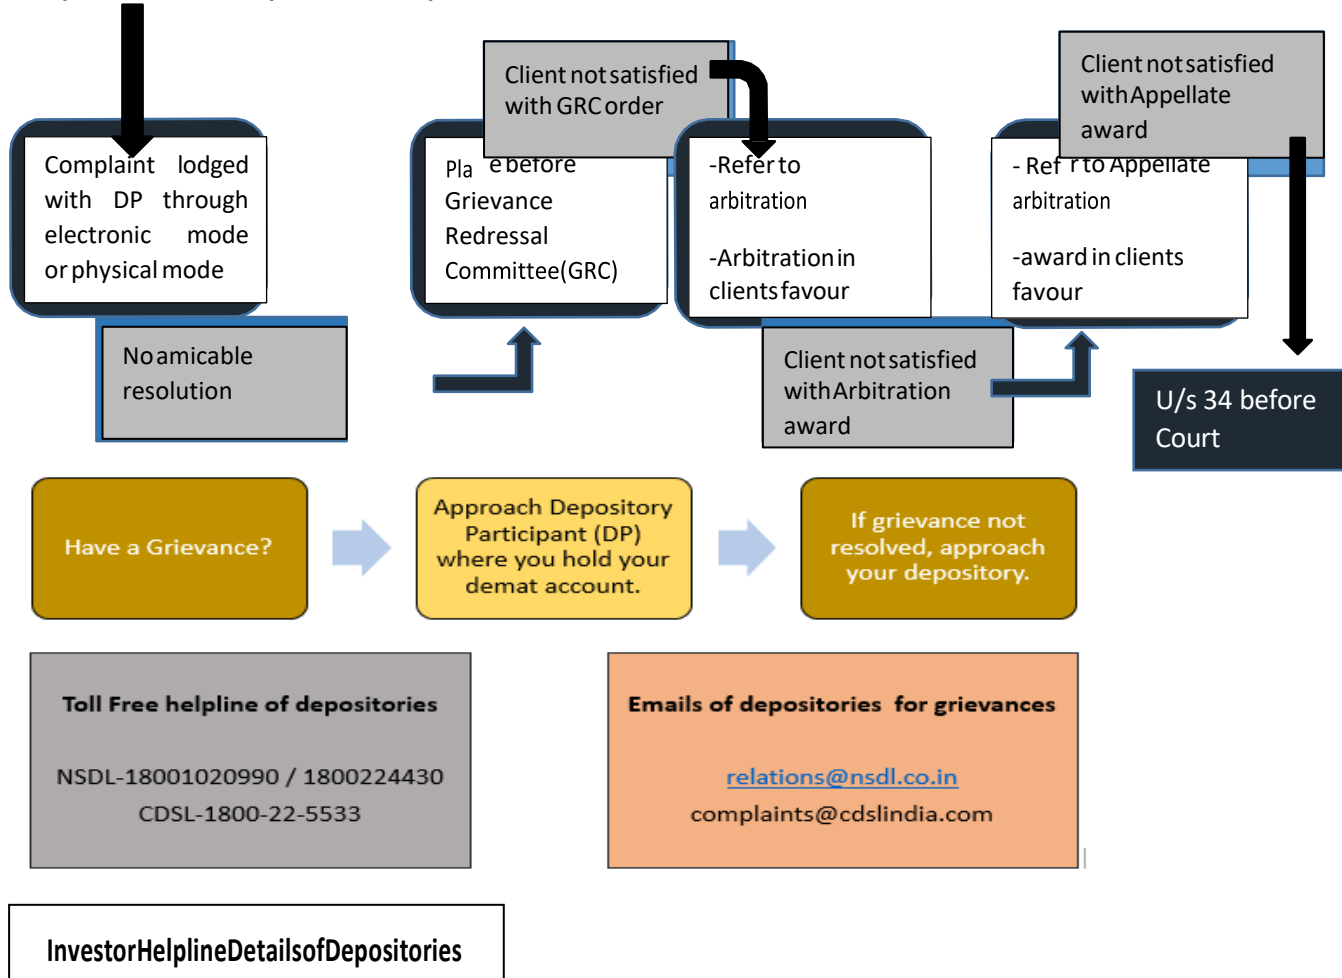 Complaint lodged
with DP through
electronic mode
or physical mode
No amicable
resolution
Pla e before
Grievance
Redressal
Committee(GRC)
Client not satisfied
with GRC order
-Refer to
arbitration
-Arbitration in
clients favour
Client not satisfied
with Arbitration
award
- Ref r to Appellate
arbitration
-award in clients
favour
Client not satisfied
with Appellate
award
U/s 34 before
Court
Have a Grievance?
Approach Depository
Participant (DP)
where you hold your
demat account.
If grievance not
resolved, approach
your depository.
Toll Free helpline of depositories
NSDL-18001020990 / 1800224430
CDSL-1800-22-5533
Emails of depositories for grievances
relations@nsdl.co.in
complaints@cdslindia.com
InvestorHelplineDetailsofDepositories